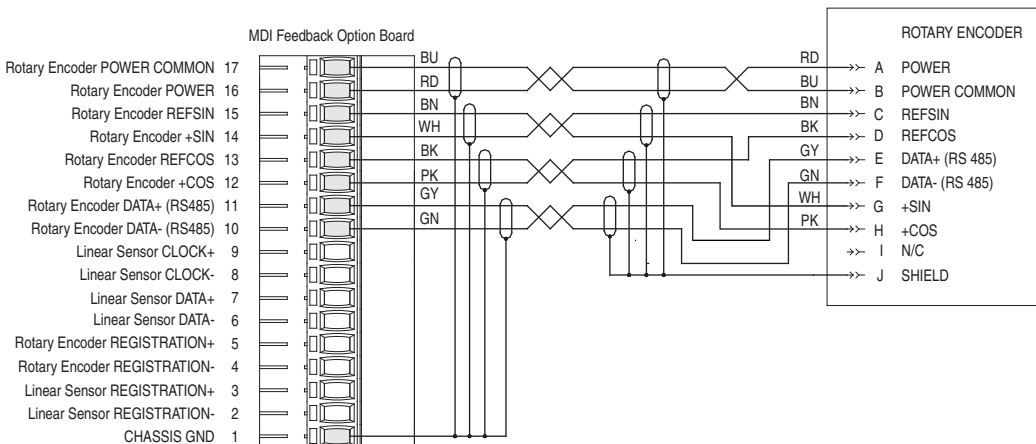 ROTARY ENCODER
MDI Feedback Option Board
Rotary Encoder POWER COMMON 17 BU RD A POWER
Rotary Encoder POWER 16 RD BU B POWER COMMON
Rotary Encoder REFSIN 15 BN BN C REFSIN
Rotary Encoder +SIN 14 WH BK D REFCOS
Rotary Encoder REFCOS 13 BK GY E DATA+ (RS 485)
Rotary Encoder +COS 12 PK GN F DATA- (RS 485)
Rotary Encoder DATA+ (RS485) 11 GY WH G +SIN
Rotary Encoder DATA- (RS485) 10 GN PK H +COS
Linear Sensor CLOCK+ 9 I N/C
Linear Sensor CLOCK- 8 J SHIELD
Linear Sensor DATA+ 7
Linear Sensor DATA- 6
Rotary Encoder REGISTRATION+ 5
Rotary Encoder REGISTRATION- 4
Linear Sensor REGISTRATION+ 3
Linear Sensor REGISTRATION- 2
CHASSIS GND 1